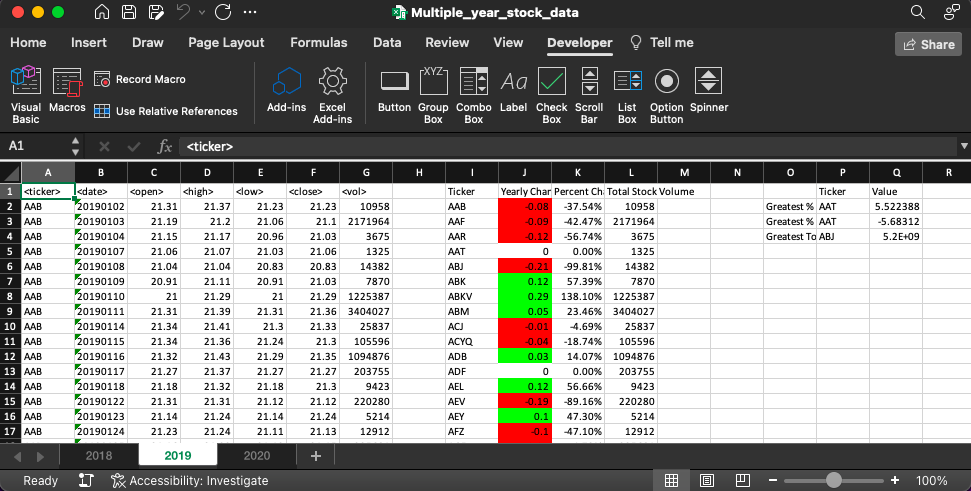 Multiple_year_stock_data
Home Insert Draw Page Layout Formulas Data Review View Developer Tell me Share
Visual Basic Macros Record Macro Use Relative References Add-ins Excel Add-ins Button Group Box Combo Box Label Check Box Scroll Bar List Box Option Button Spinner
A1 fx <ticker>
A B C D E F G H I J K L M N O P Q R
1 <ticker> <date> <open> <high> <low> <close> <vol> Ticker Yearly Char Percent Ch Total Stock Volume Ticker Value
2 AAB 20190102 21.31 21.37 21.23 21.23 10958 AAB -0.08 -37.54% 10958 Greatest % AAT 5.522388
3 AAB 20190103 21.19 21.2 21.06 21.1 2171964 AAF -0.09 -42.47% 2171964 Greatest % AAT -5.68312
4 AAB 20190104 21.15 21.17 20.96 21.03 3675 AAR -0.12 -56.74% 3675 Greatest To ABJ 5.2E+09
5 AAB 20190107 21.06 21.07 21.03 21.06 1325 AAT 0 0.00% 1325
6 AAB 20190108 21.04 21.04 20.83 20.83 14382 ABJ -0.21 -99.81% 14382
7 AAB 20190109 20.91 21.11 20.91 21.03 7870 ABK 0.12 57.39% 7870
8 AAB 20190110 21 21.29 21 21.29 1225387 ABKV 0.29 138.10% 1225387
9 AAB 20190111 21.31 21.39 21.31 21.36 3404027 ABM 0.05 23.46% 3404027
10 AAB 20190114 21.34 21.41 21.3 21.33 25837 ACJ -0.01 -4.69% 25837
11 AAB 20190115 21.34 21.36 21.24 21.3 105596 ACYQ -0.04 -18.74% 105596
12 AAB 20190116 21.32 21.43 21.29 21.35 1094876 ADB 0.03 14.07% 1094876
13 AAB 20190117 21.27 21.37 21.27 21.27 203755 ADF 0 0.00% 203755
14 AAB 20190118 21.18 21.32 21.18 21.3 9423 AEL 0.12 56.66% 9423
15 AAB 20190122 21.31 21.31 21.12 21.12 220280 AEV -0.19 -89.16% 220280
16 AAB 20190123 21.14 21.24 21.14 21.24 5214 AEY 0.1 47.30% 5214
17 AAB 20190124 21.23 21.24 21.11 21.13 12912 AFZ -0.1 -47.10% 12912
2018 2019 2020 +
Ready Accessibility: Investigate 100%